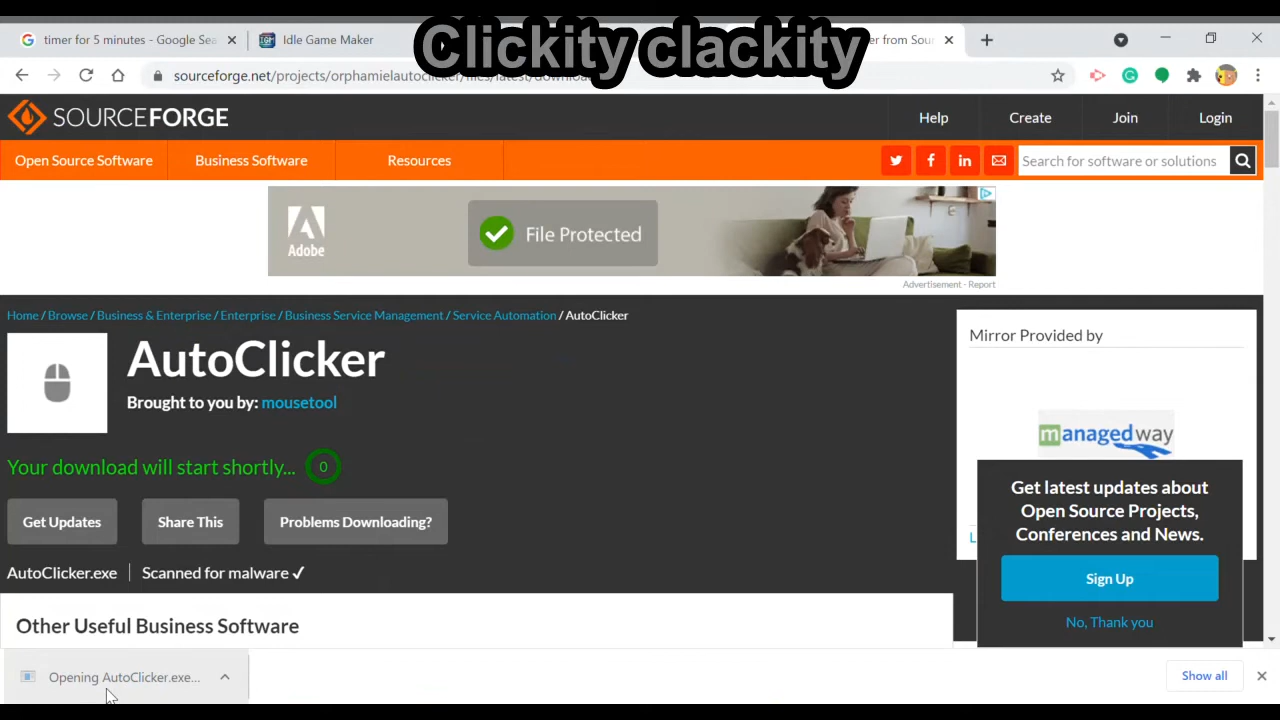 Clickity clackity
timer for 5 minutes - Google Sea
Idle Game Maker
er from Sour
sourceforge.net/projects/orphamielautoclicker/files/latest/download
SOURCEFORGE
Help
Create
Join
Login
Open Source Software
Business Software
Resources
Search for software or solutions
Adobe
File Protected
Advertisement - Report
Home / Browse / Business & Enterprise / Enterprise / Business Service Management / Service Automation / AutoClicker
AutoClicker
Brought to you by: mousetool
Your download will start shortly... 0
Get Updates
Share This
Problems Downloading?
AutoClicker.exe
Scanned for malware ✓
Mirror Provided by
managedway
L
Get latest updates about
Open Source Projects,
Conferences and News.
Sign Up
No, Thank you
Other Useful Business Software
Opening AutoClicker.exe...
Show all